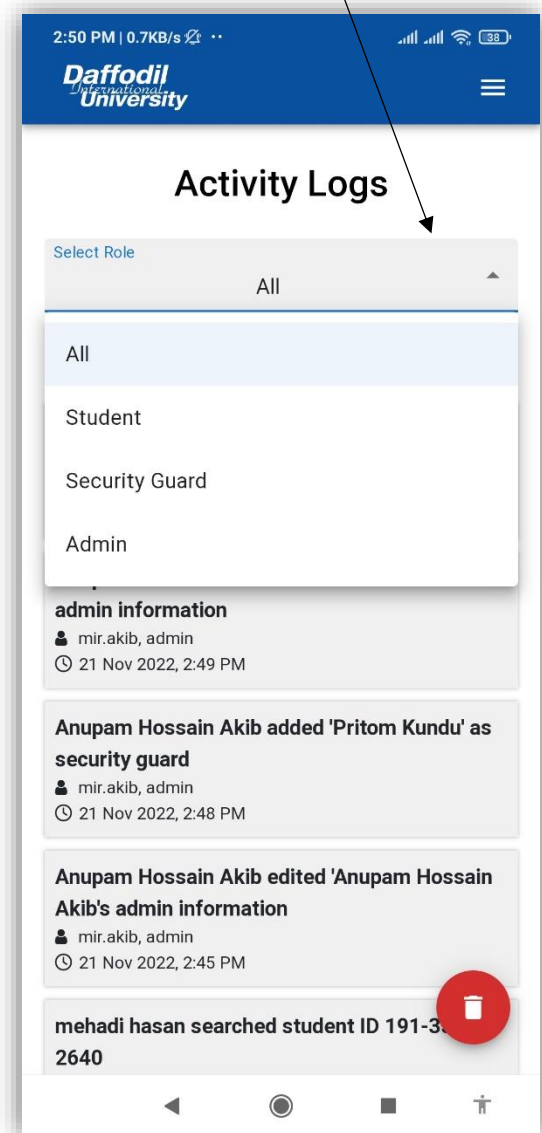 2:50 PM | 0.7KB/s
38
Daffodil
International
University
Activity Logs
Select Role
All
All
Student
Security Guard
Admin
admin information
mir.akib, admin
21 Nov 2022, 2:49 PM
Anupam Hossain Akib added 'Pritom Kundu' as
security guard
mir.akib, admin
21 Nov 2022, 2:48 PM
Anupam Hossain Akib edited 'Anupam Hossain
Akib's admin information
mir.akib, admin
21 Nov 2022, 2:45 PM
mehadi hasan searched student ID 191-3
2640